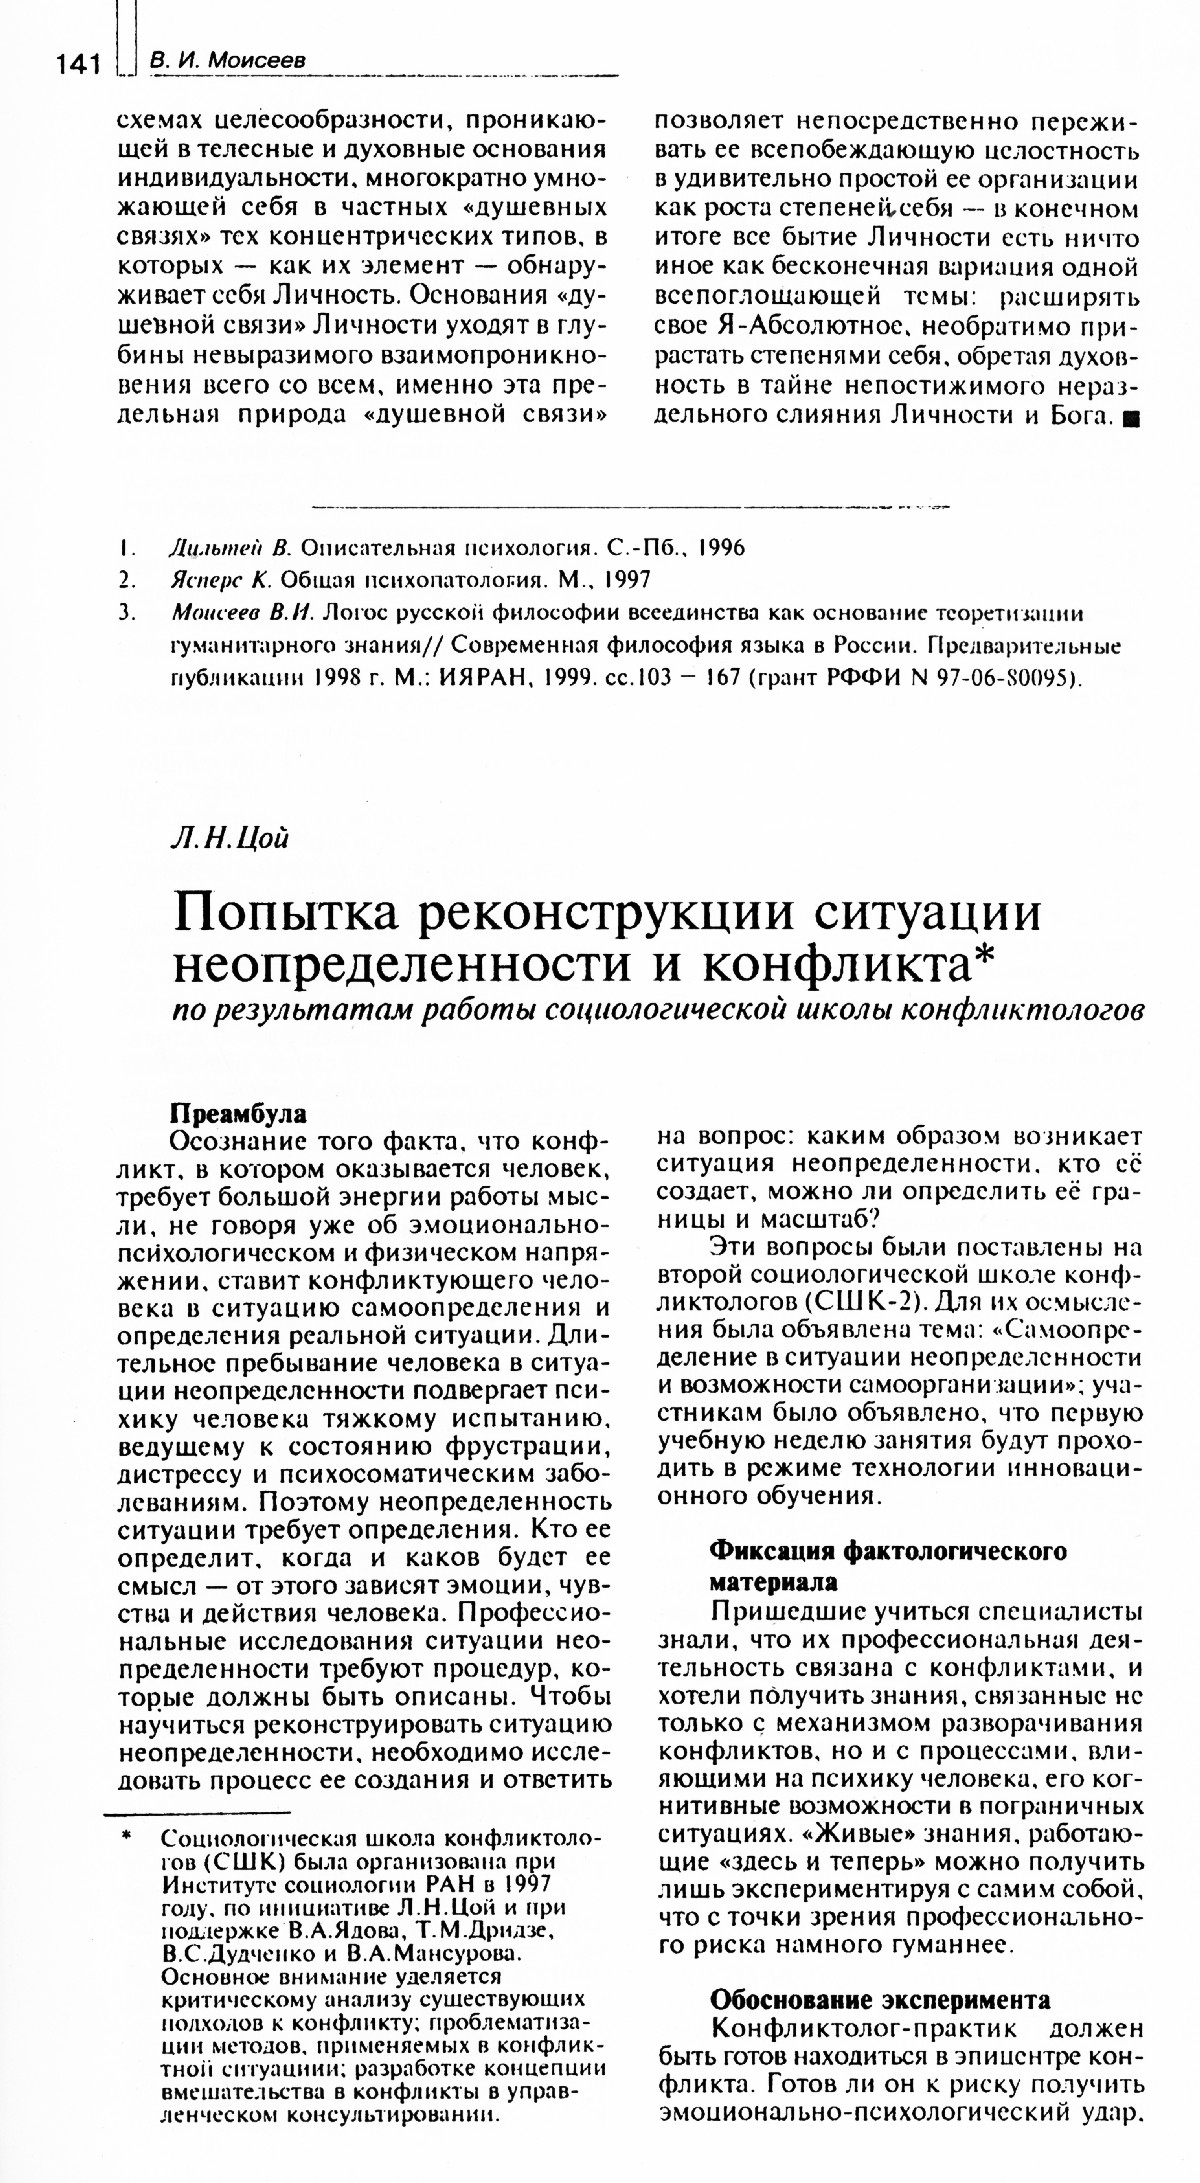 141
В. И. Моисеев
схемах целесообразности, проникаю-
щей в телесные и духовные основания
индивидуальности, многократно умно-
жающей себя в частных «душевных
связях» тех концентрических типов, в
которых — как их элемент — обнару-
живает себя Личность. Основания «ду-
шевной связи» Личности уходят в глу-
бины невыразимого взаимопроникно-
вения всего со всем, именно эта пре-
дельная природа «душевной связи»
позволяет непосредственно пережи-
вать ее всепобеждающую целостность
в удивительно простой ее организации
как роста степеней себя — в конечном
итоге все бытие Личности есть ничто
иное как бесконечная вариация одной
всепоглощающей темы: расширять
свое Я-Абсолютное, необратимо при-
растать степенями себя, обретая духов-
ность в тайне непостижимого нераз-
дельного слияния Личности и Бога. ■
1. Дильтей В. Описательная психология. С.-Пб., 1996
2. Ясперс К. Общая психопатология. М., 1997
3. Моисеев В.И. Логос русской философии всеединства как основание теоретизации
гуманитарного знания// Современная философия языка в России. Предварительные
публикации 1998 г. М.: ИЯРАН, 1999. сс.103 – 167 (грант РФФИ N 97-06-80095).
Л.Н.Цой
Попытка реконструкции ситуации
неопределенности и конфликта*
по результатам работы социологической школы конфликтологов
Преамбула
Осознание того факта, что конф-
ликт, в котором оказывается человек,
требует большой энергии работы мыс-
ли, не говоря уже об эмоционально-
психологическом и физическом напря-
жении, ставит конфликтующего чело-
века в ситуацию самоопределения и
определения реальной ситуации. Дли-
тельное пребывание человека в ситуа-
ции неопределенности подвергает пси-
хику человека тяжкому испытанию,
ведущему к состоянию фрустрации,
дистрессу и психосоматическим забо-
леваниям. Поэтому неопределенность
ситуации требует определения. Кто ее
определит, когда и каков будет ее
смысл — от этого зависят эмоции, чув-
ства и действия человека. Профессио-
нальные исследования ситуации нео-
пределенности требуют процедур, ко-
торые должны быть описаны. Чтобы
научиться реконструировать ситуацию
неопределенности, необходимо иссле-
довать процесс ее создания и ответить
* Социологическая школа конфликтоло-
гов (СШК) была организована при
Институте социологии РАН в 1997
году, по инициативе Л.Н.Цой и при
поддержке В.А.Ядова, Т.М.Дридзе,
В.С.Дудченко и В.А.Мансурова.
Основное внимание уделяется
критическому анализу существующих
подходов к конфликту; проблематиза-
ции методов, применяемых в конфлик-
тной ситуациии; разработке концепции
вмешательства в конфликты в управ-
ленческом консультировании.
на вопрос: каким образом возникает
ситуация неопределенности, кто её
создает, можно ли определить её гра-
ницы и масштаб?
Эти вопросы были поставлены на
второй социологической школе конф-
ликтологов (СШК-2). Для их осмысле-
ния была объявлена тема: «Самоопре-
деление в ситуации неопределенности
и возможности самоорганизации»; уча-
стникам было объявлено, что первую
учебную неделю занятия будут прохо-
дить в режиме технологии инноваци-
онного обучения.
Фиксация фактологического
материала
Пришедшие учиться специалисты
знали, что их профессиональная дея-
тельность связана с конфликтами, и
хотели получить знания, связанные не
только с механизмом разворачивания
конфликтов, но и с процессами, вли-
яющими на психику человека, его ког-
нитивные возможности в пограничных
ситуациях. «Живые» знания, работаю-
щие «здесь и теперь» можно получить
лишь экспериментируя с самим собой,
что с точки зрения профессионально-
го риска намного гуманнее.
Обоснование эксперимента
Конфликтолог-практик должен
быть готов находиться в эпицентре кон-
фликта. Готов ли он к риску получить
эмоционально-психологический удар,